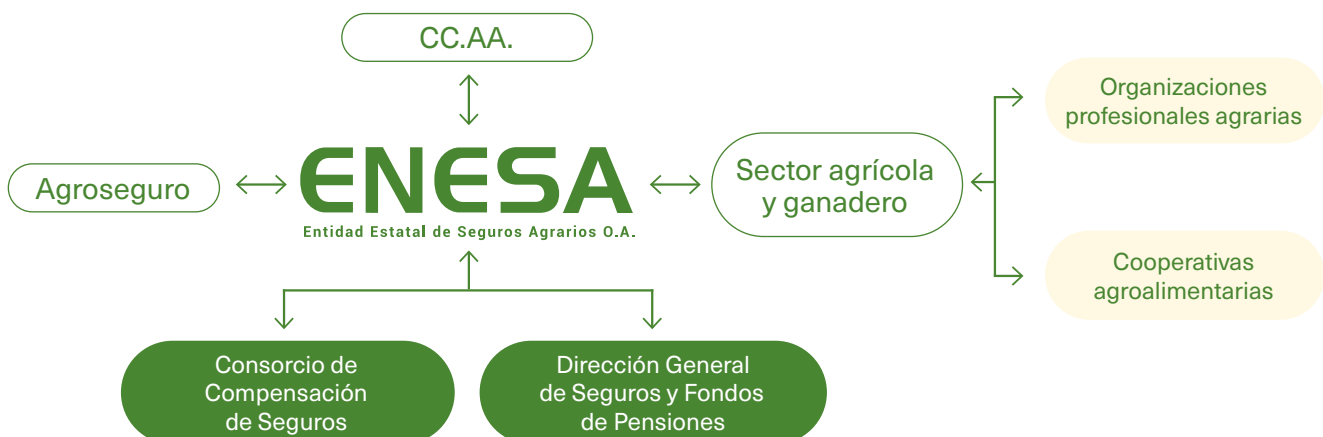 CC.AA.
Agroseguro
ENESA
Entidad Estatal de Seguros Agrarios O.A.
Sector agrícola
y ganadero
Organizaciones
profesionales agrarias
Cooperativas
agroalimentarias
Consorcio de
Compensación
de Seguros
Dirección General
de Seguros y Fondos
de Pensiones